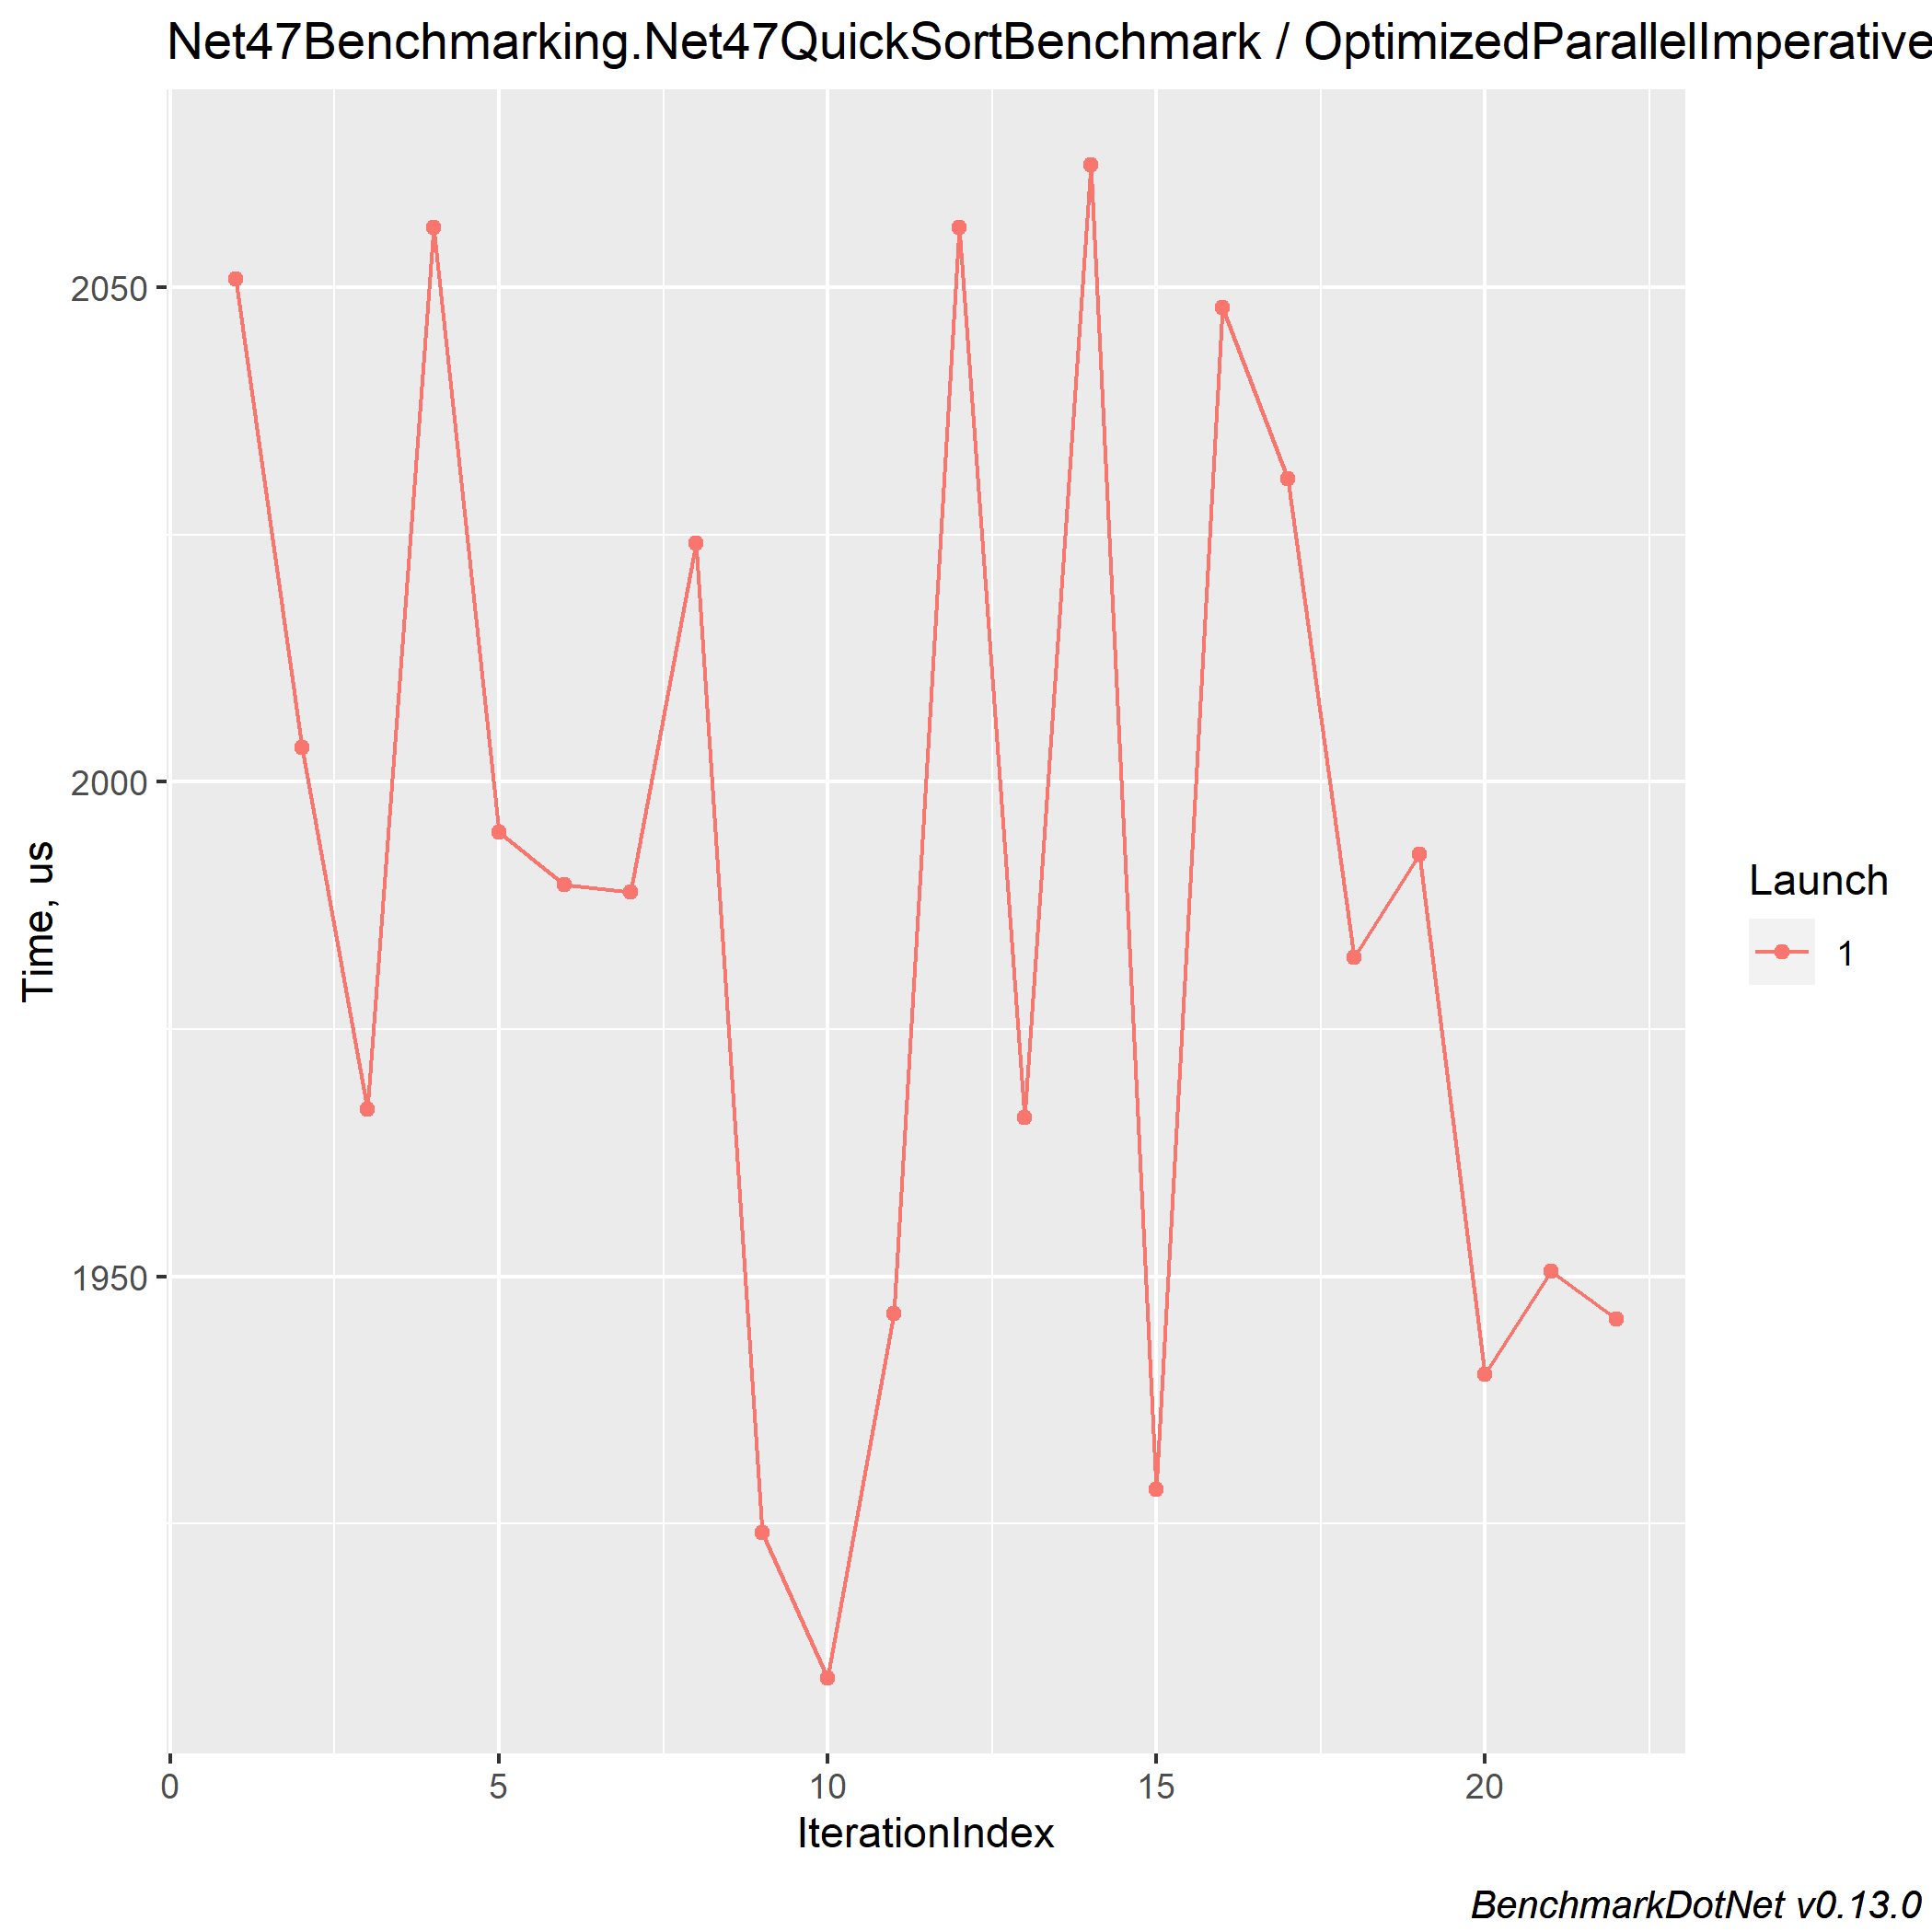 Net47Benchmarking.Net47QuickSortBenchmark / OptimizedParallelImperative
2050
2000
1950
Time, us
0 5 10 15 20
IterationIndex
Launch
1
BenchmarkDotNet v0.13.0